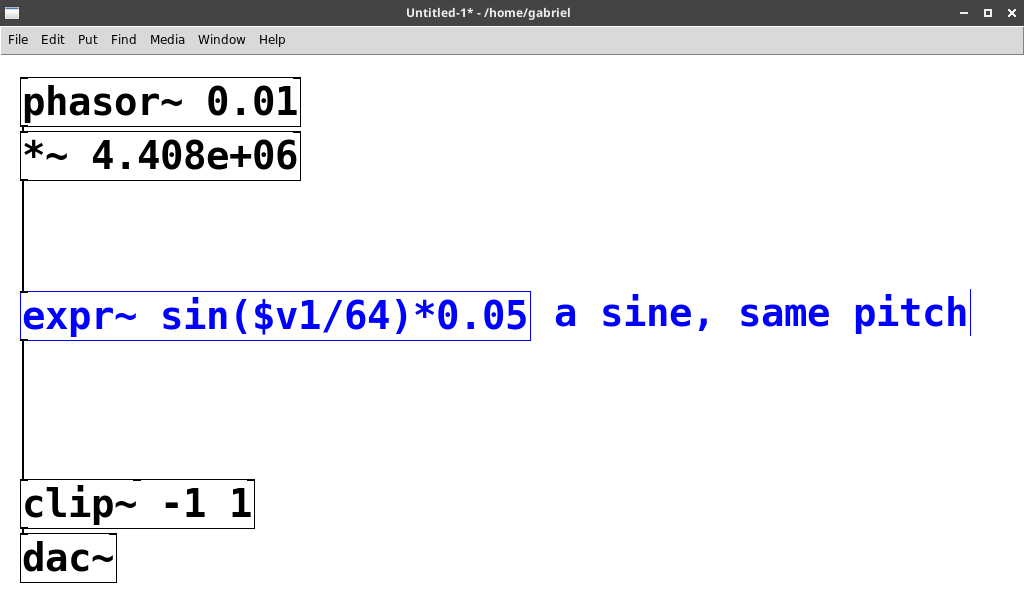 Untitled-1* - /home/gabriel
File Edit Put Find Media Window Help
phasor~ 0.01
*~ 4.408e+06
expr~ sin($v1/64)*0.05 a sine, same pitch
clip~ -1 1
dac~